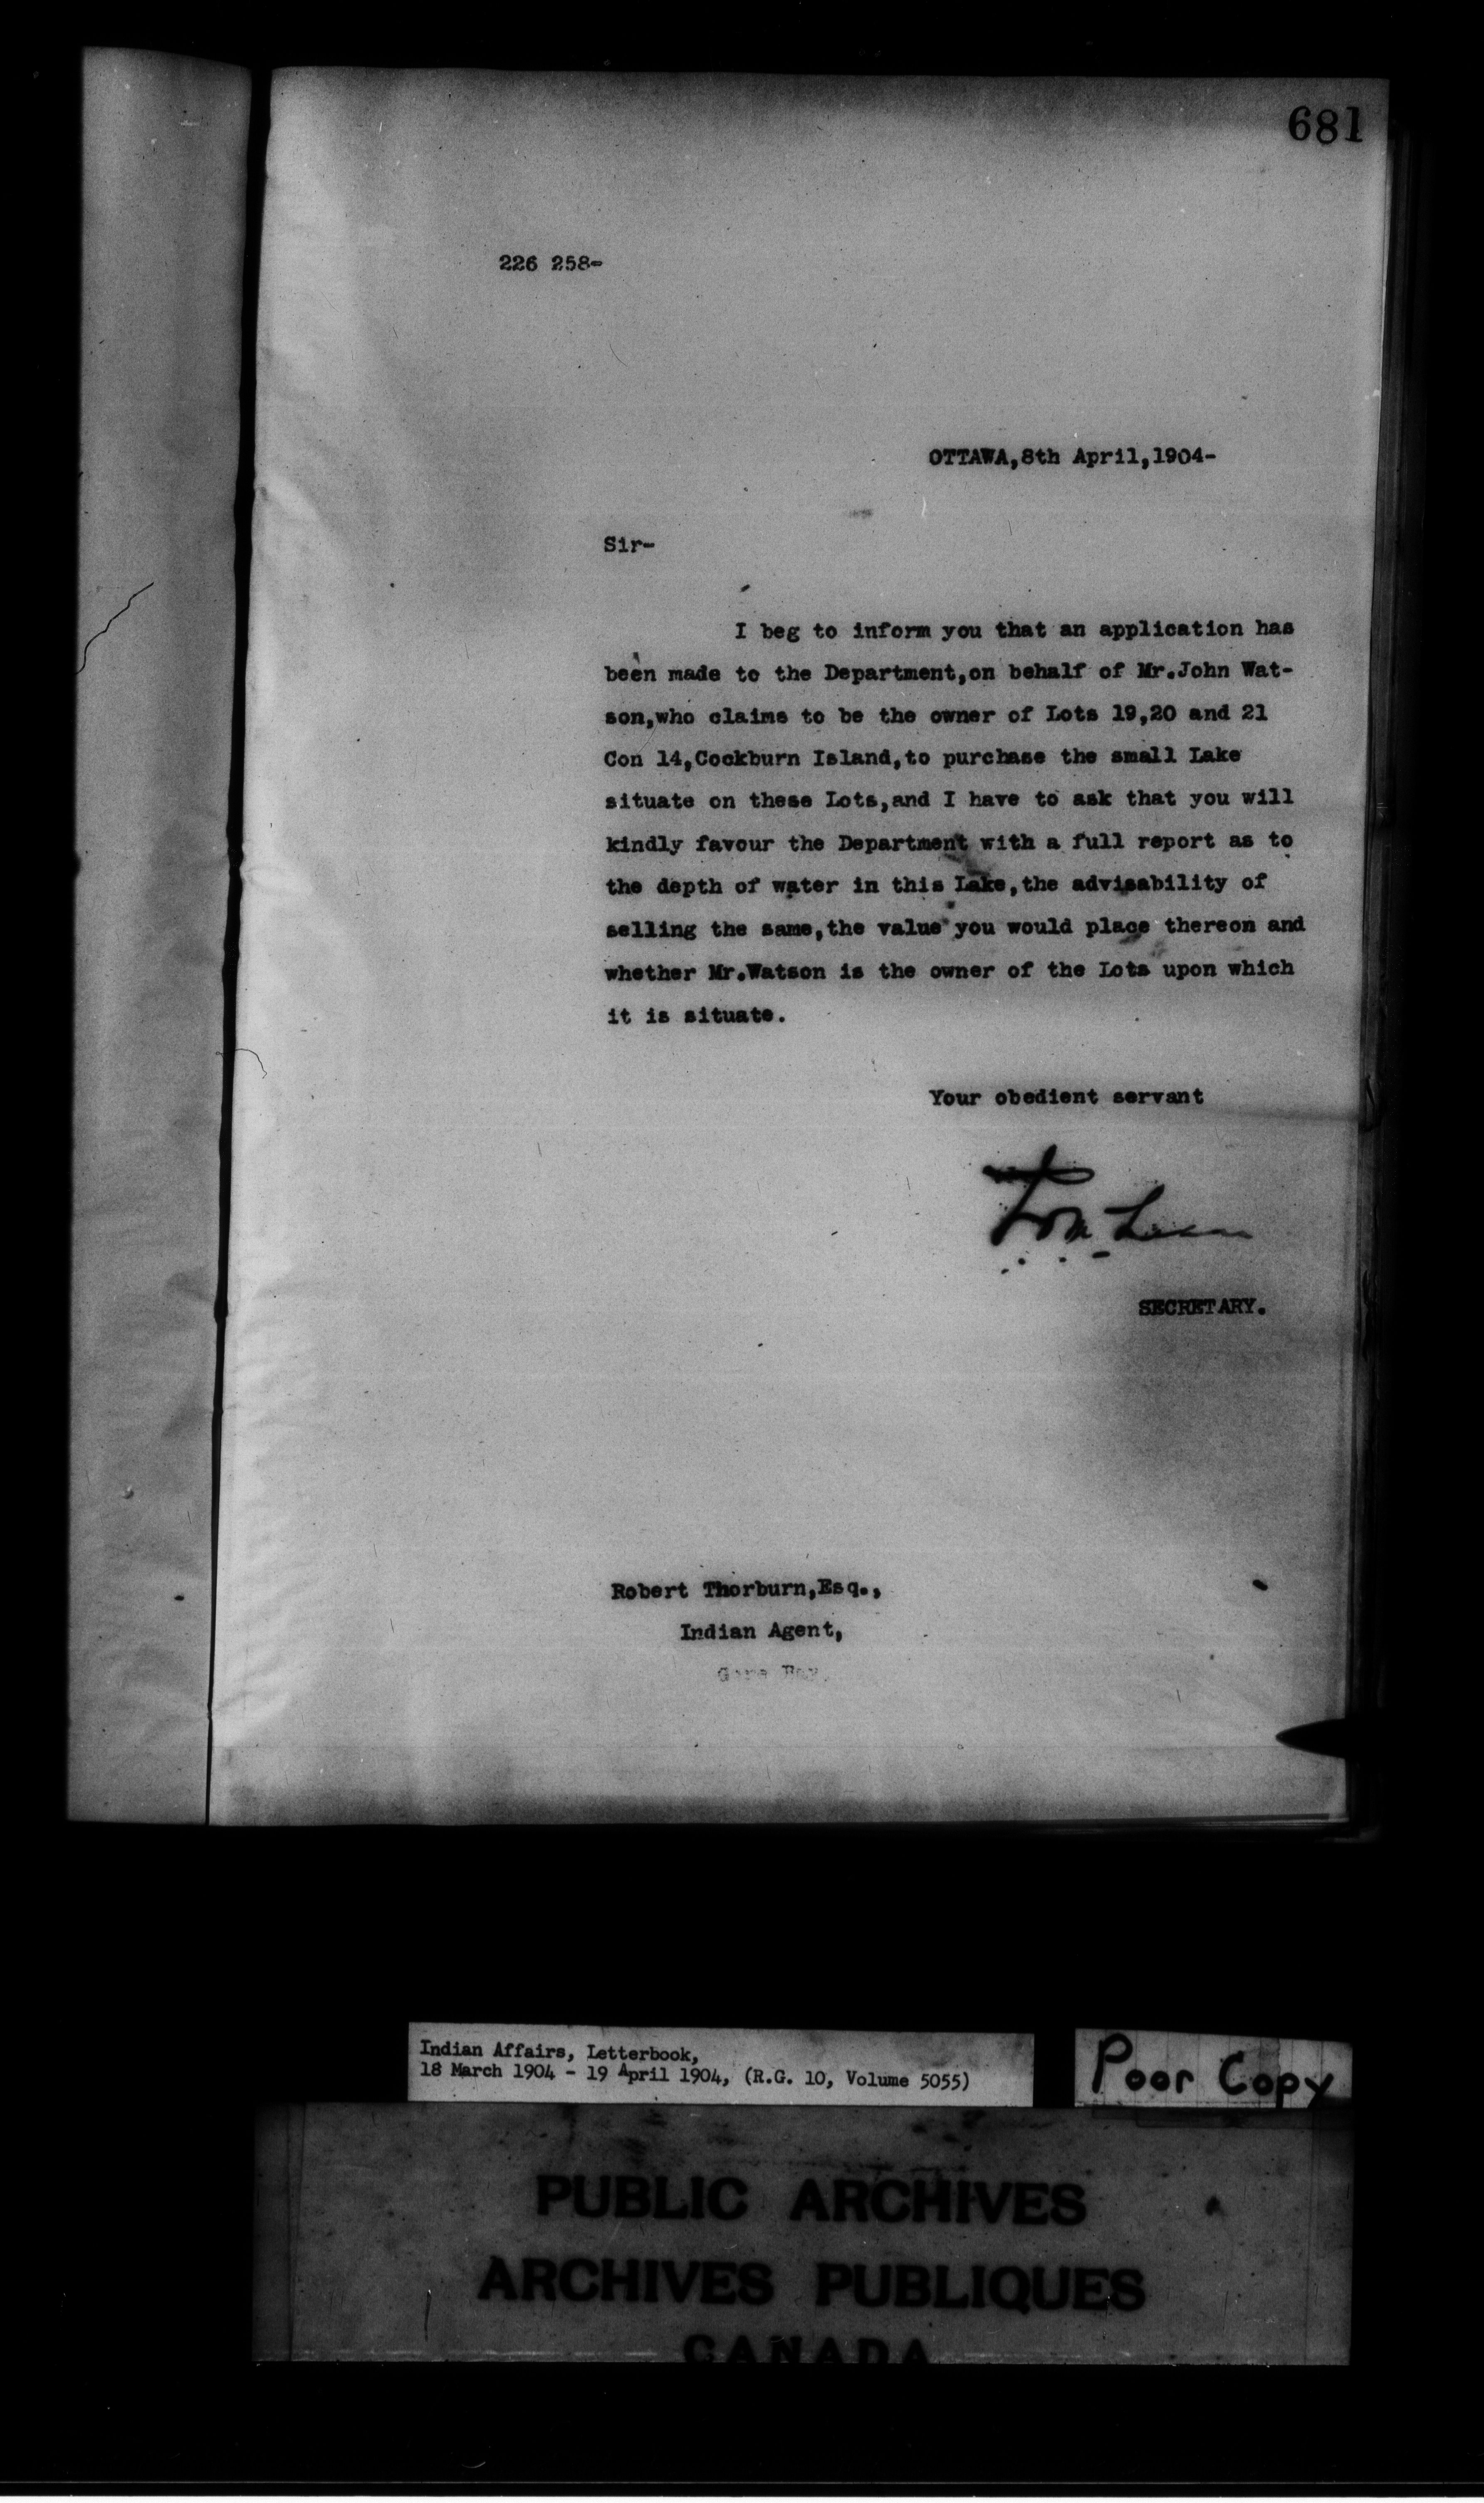 681
226 258-
OTTAWA,8th April,1904-
Sir-
I beg to inform you that an application has
been made to the Department,on behalf of Mr.John Wat-
son,who claims to be the owner of Lots 19,20 and 21
Con 14,Cockburn Island,to purchase the small Lake
situate on these Lots,and I have to ask that you will
kindly favour the Department with a full report as to
the depth of water in this Lake,the advisability of
selling the same,the value you would place thereon and
whether Mr.Watson is the owner of the Lots upon which
it is situate.
Your obedient servant
SECRETARY.
Robert Thorburn,Esq.,
Indian Agent,
Gore Bay.
Indian Affairs, Letterbook,
18 March 1904 - 19 April 1904, (R.G. 10, Volume 5055)
Poor Copy
PUBLIC ARCHIVES
ARCHIVES PUBLIQUES
CANADA